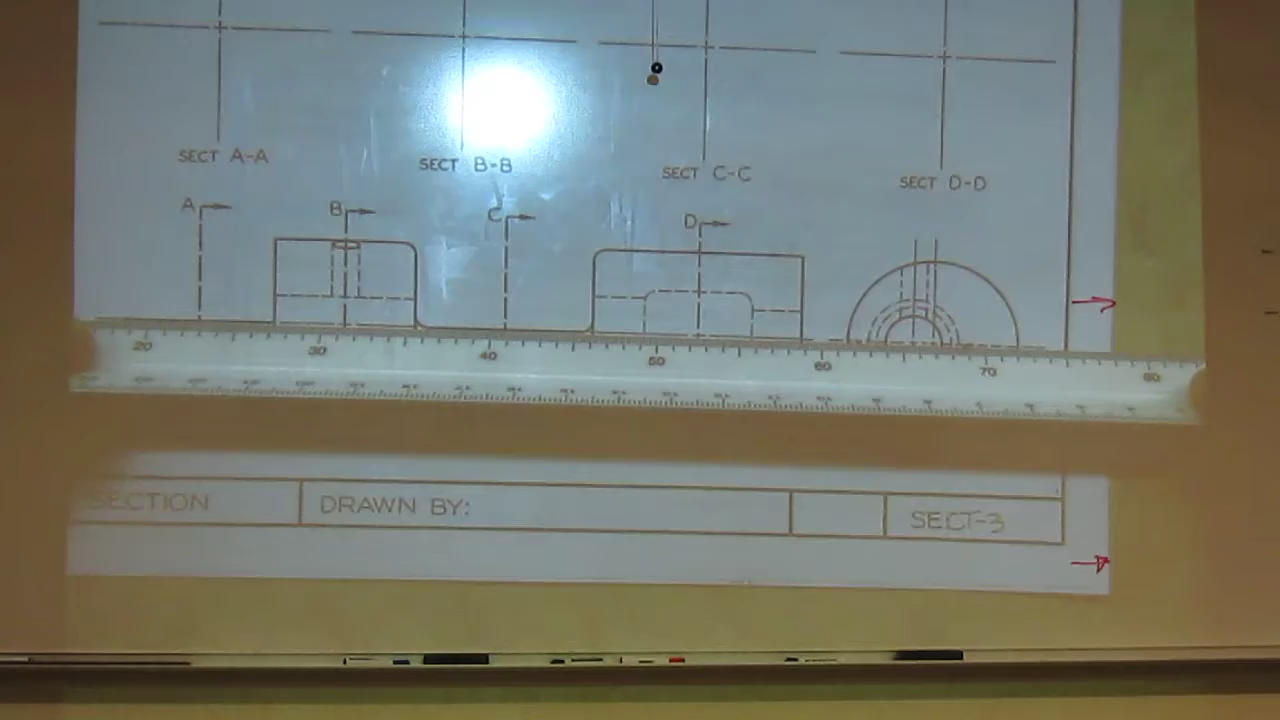 SECT A-A
SECT B-B
SECT C-C
SECT D-D
A
B
C
D
20 30 40 50 60 70 80
SECTION
DRAWN BY:
SECT-3